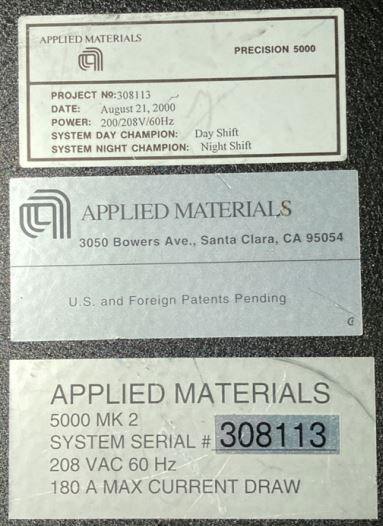 APPLIED MATERIALS
PRECISION 5000
PROJECT Nº:308113
DATE: August 21, 2000
POWER: 200/208V/60Hz
SYSTEM DAY CHAMPION: Day Shift
SYSTEM NIGHT CHAMPION: Night Shift
APPLIED MATERIALS
3050 Bowers Ave., Santa Clara, CA 95054
U.S. and Foreign Patents Pending
G
APPLIED MATERIALS
5000 MK 2
SYSTEM SERIAL # 308113
208 VAC 60 Hz
180 A MAX CURRENT DRAW